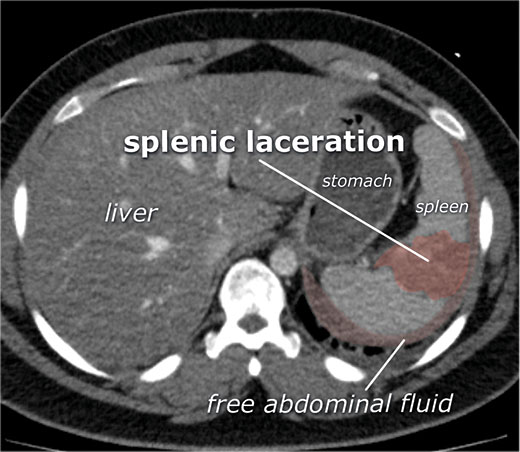 splenic laceration
stomach
liver
spleen
free abdominal fluid